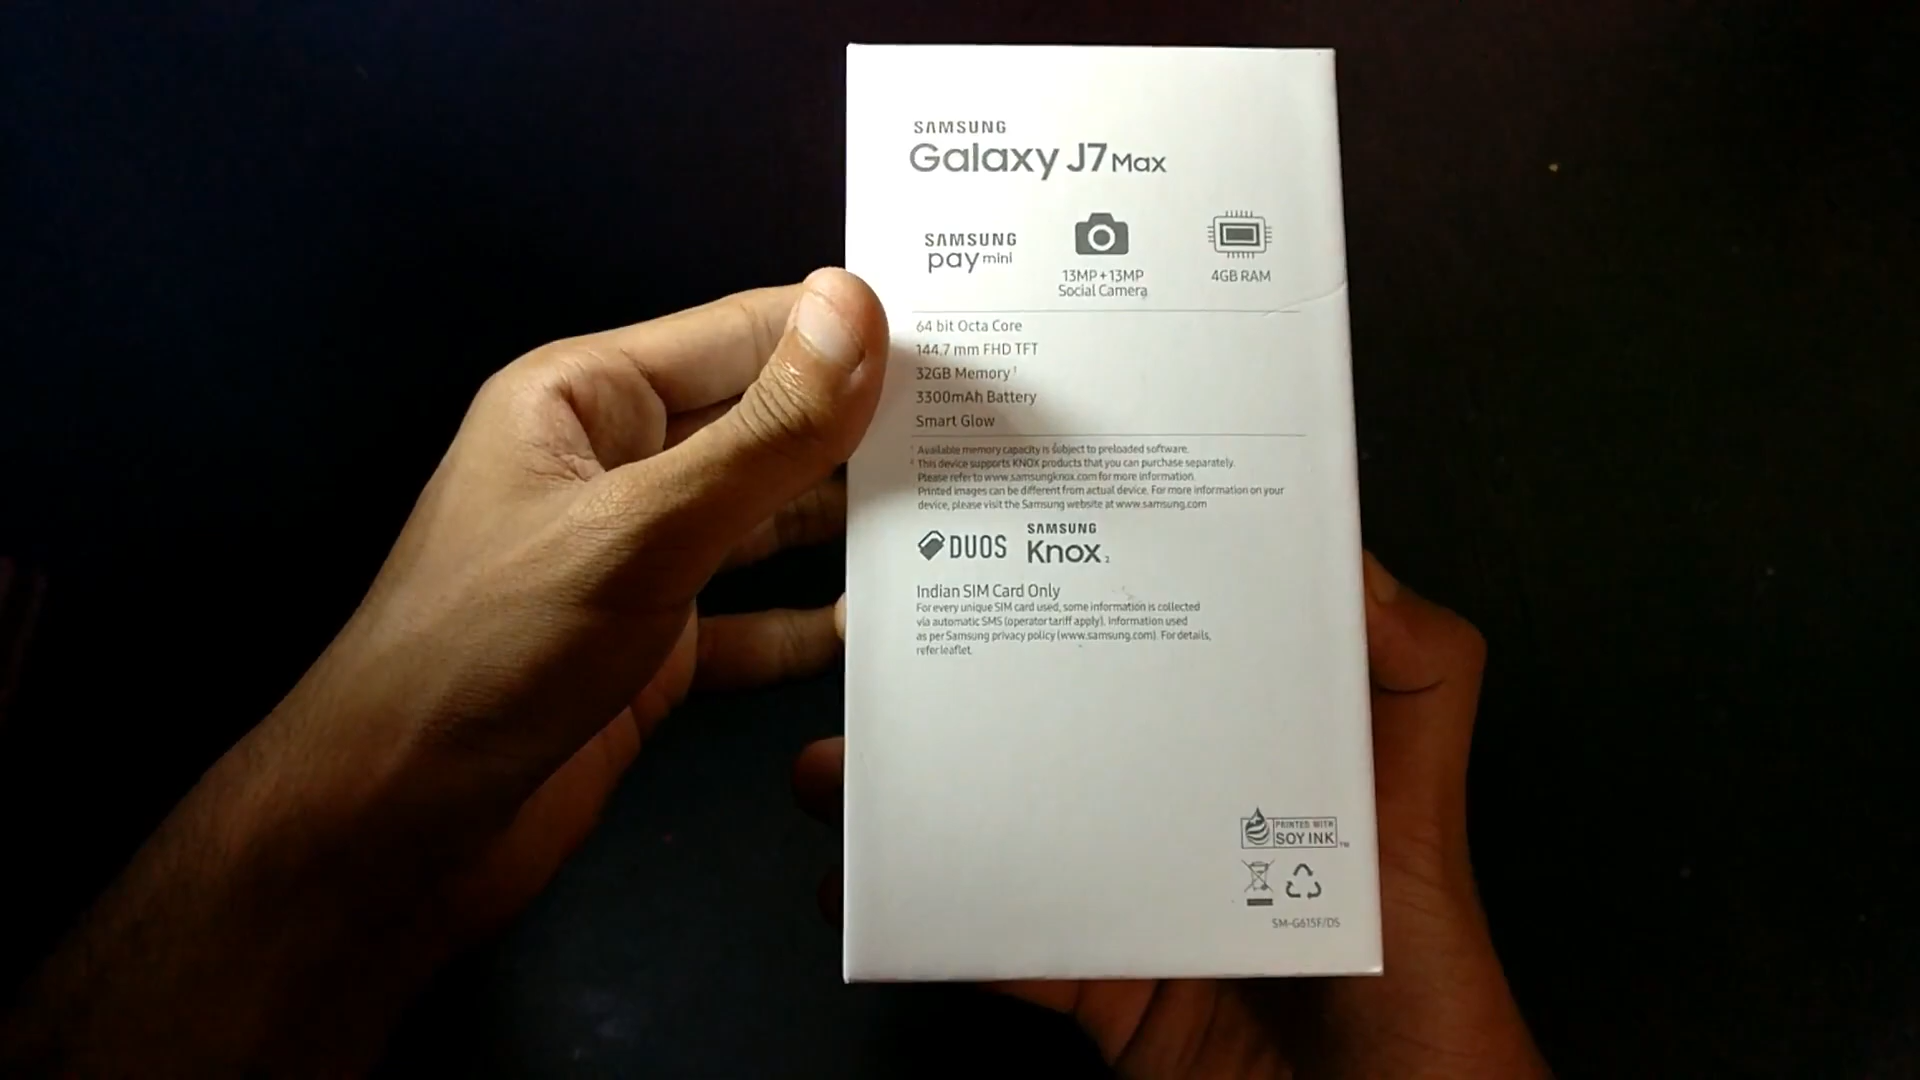 SAMSUNG
Galaxy J7 Max
SAMSUNG
pay mini
13MP+13MP
Social Camera
4GB RAM
64 bit Octa Core
144.7 mm FHD TFT
32GB Memory 1
3300mAh Battery
Smart Glow
1 Available memory capacity is subject to preloaded software.
2 This device supports KNOX products that you can purchase separately.
Please refer to www.samsungknox.com for more information.
Printed images can be different from actual device. For more information on your
device, please visit the Samsung website at www.samsung.com
DUOS
SAMSUNG
Knox 2
Indian SIM Card Only
For every unique SIM card used, some information is collected
via automatic SMS (operator tariff apply). Information used
as per Samsung privacy policy (www.samsung.com). For details,
refer leaflet.
PRINTED WITH
SOY INK TM
SM-G615F/DS